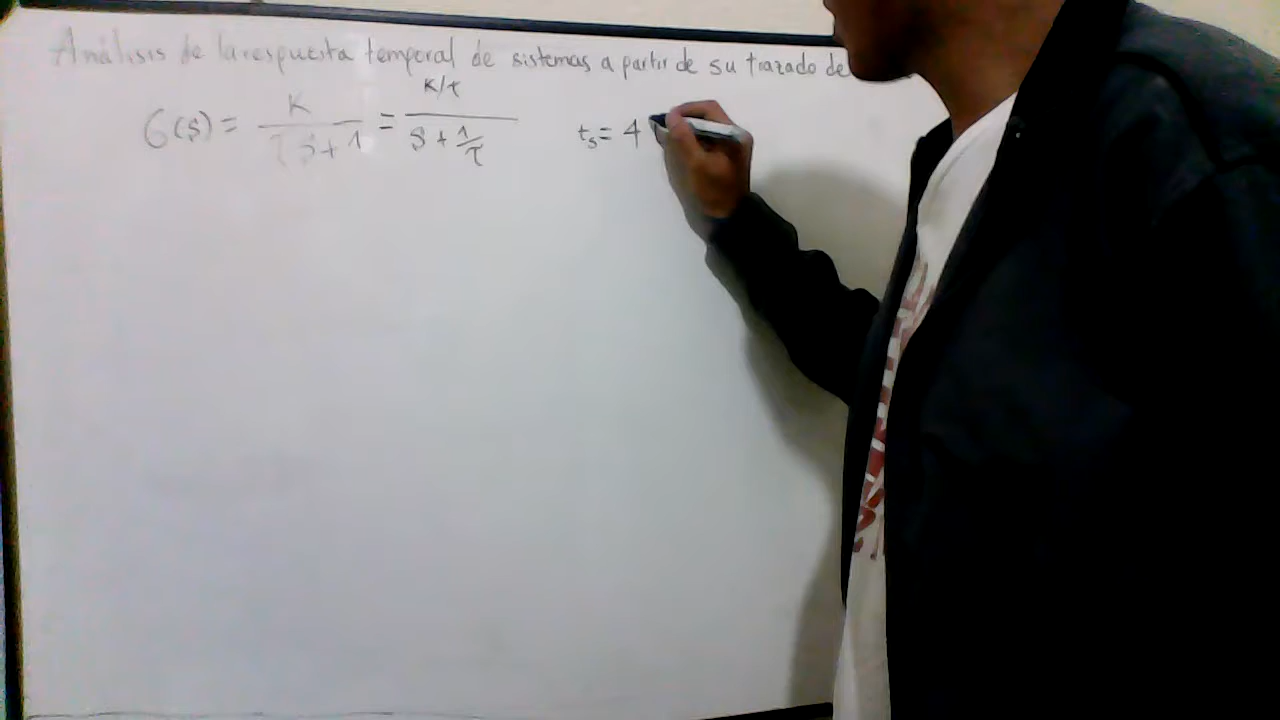 Análisis de la respuesta temporal de sistemas a partir de su trazado de
G(s) = K / (τs + 1) = (K/τ) / (s + 1/τ)    ts = 4